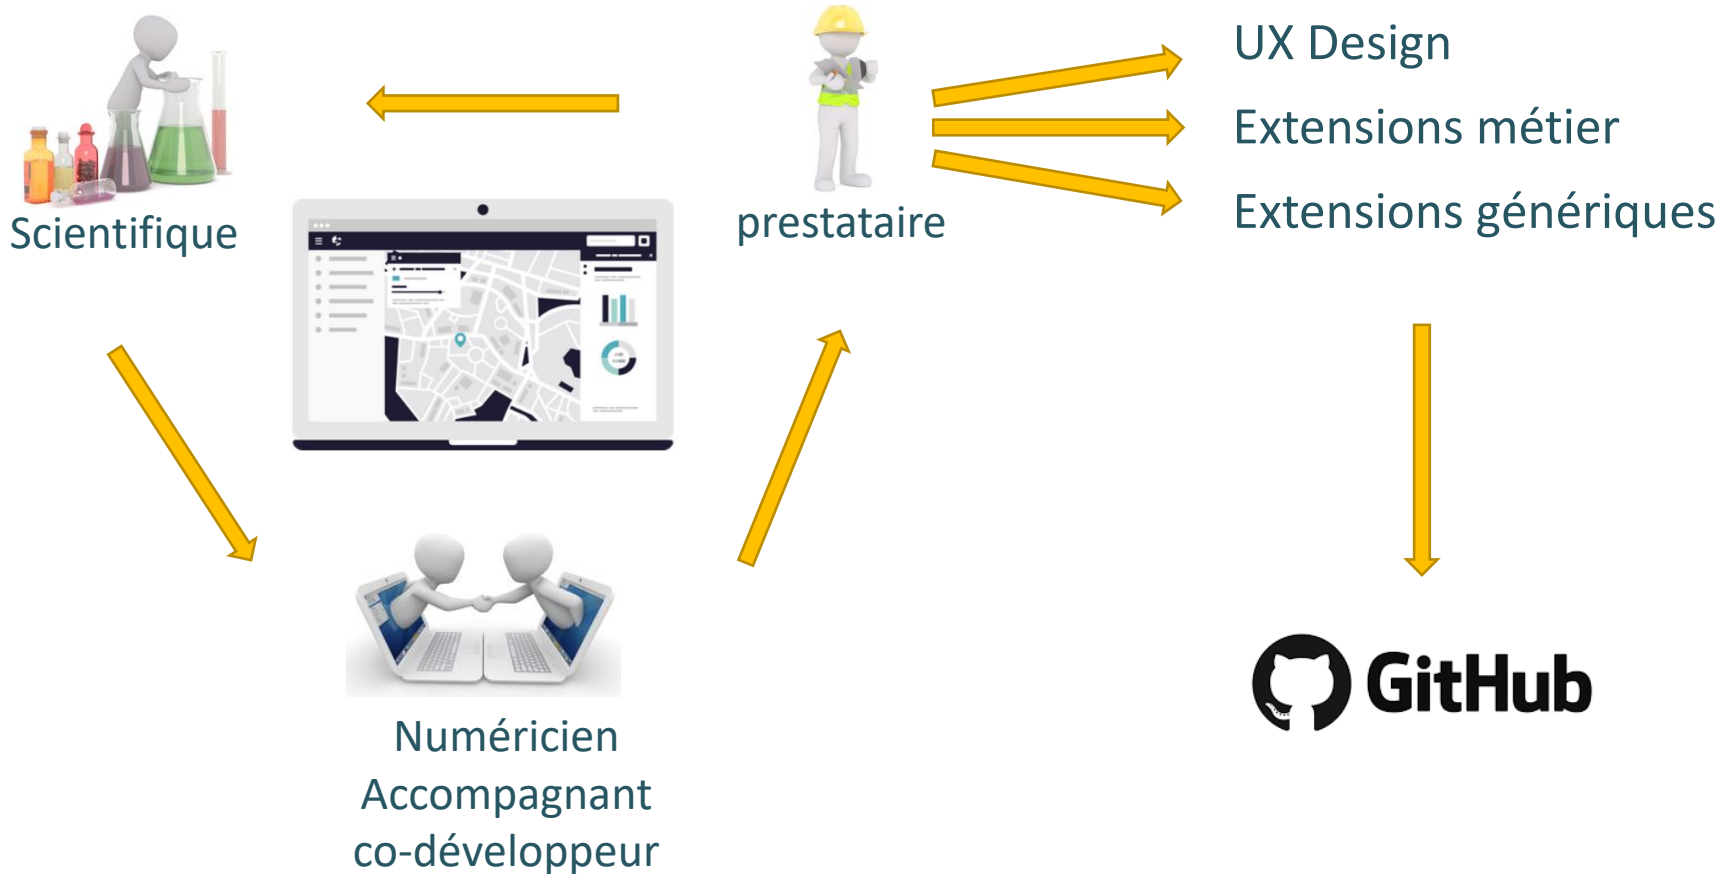 UX Design
Extensions métier
Extensions génériques
Scientifique
prestataire
GitHub
Numéricien
Accompagnant
co-développeur